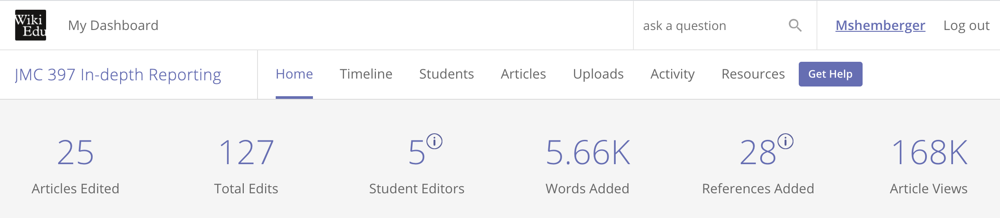 Wiki
Edu
My Dashboard
ask a question
Mshemberger
Log out
JMC 397 In-depth Reporting
Home
Timeline
Students
Articles
Uploads
Activity
Resources
Get Help
25
Articles Edited
127
Total Edits
5
Student Editors
5.66K
Words Added
28
References Added
168K
Article Views